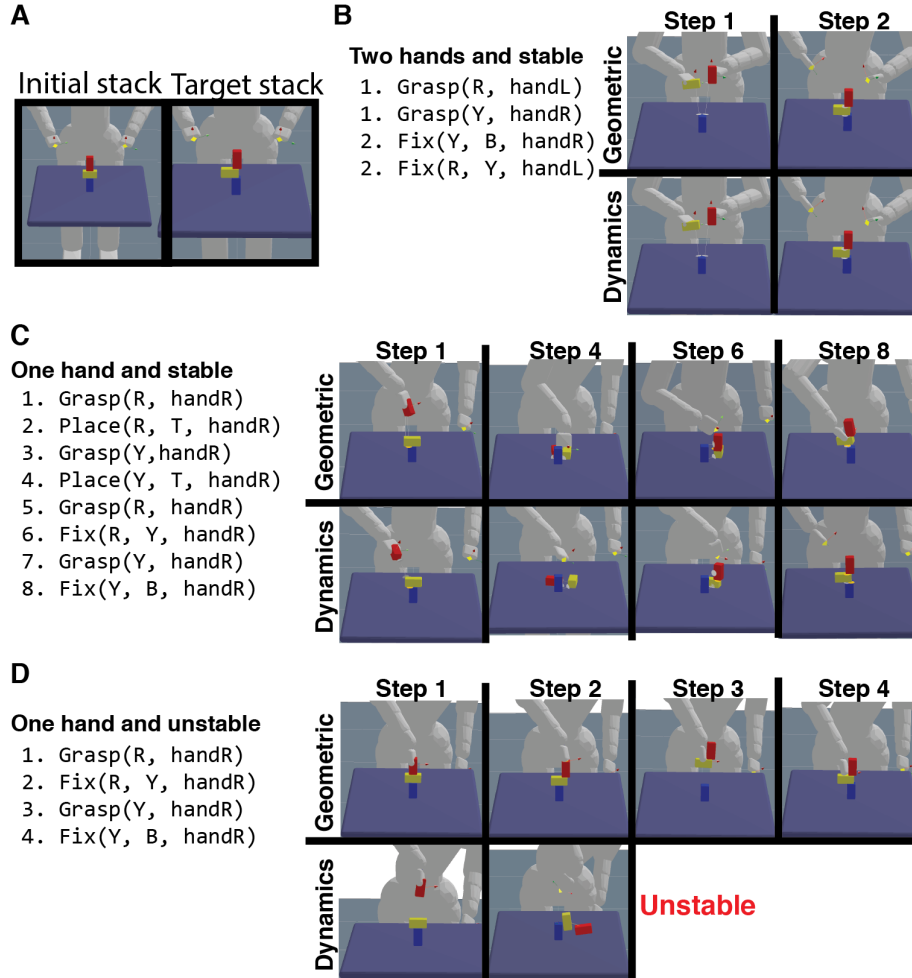 A
Initial stack Target stack
B
Two hands and stable
1. Grasp(R, handL)
1. Grasp(Y, handR)
2. Fix(Y, B, handR)
2. Fix(R, Y, handL)
Step 1 Step 2
Geometric
Dynamics
C
One hand and stable
1. Grasp(R, handR)
2. Place(R, T, handR)
3. Grasp(Y,handR)
4. Place(Y, T, handR)
5. Grasp(R, handR)
6. Fix(R, Y, handR)
7. Grasp(Y, handR)
8. Fix(Y, B, handR)
Step 1 Step 4 Step 6 Step 8
Geometric
Dynamics
D
One hand and unstable
1. Grasp(R, handR)
2. Fix(R, Y, handR)
3. Grasp(Y, handR)
4. Fix(Y, B, handR)
Step 1 Step 2 Step 3 Step 4
Geometric
Dynamics
Unstable